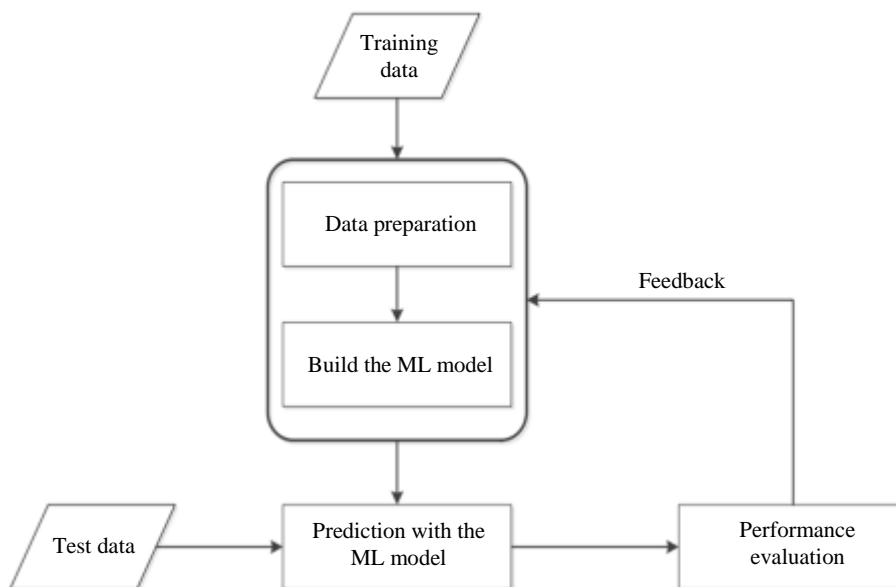 Training
data
Data preparation
Feedback
Build the ML model
Test data
Prediction with the
ML model
Performance
evaluation